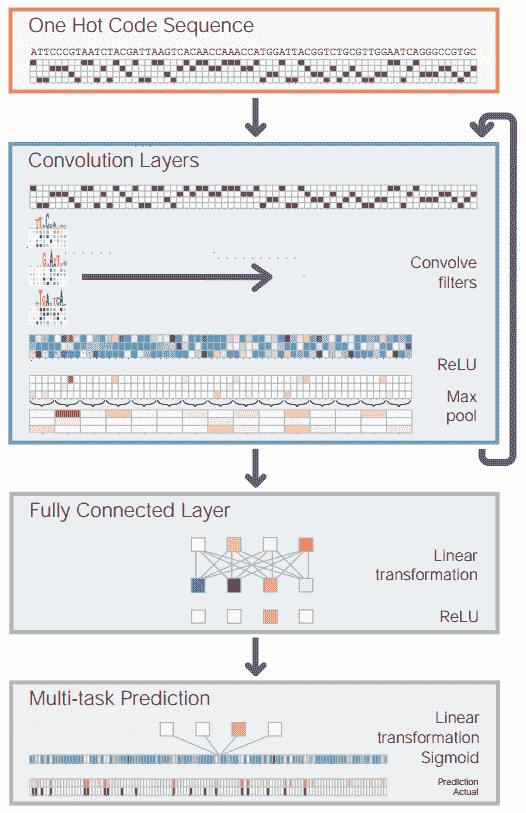 One Hot Code Sequence
ATTCCCGTAATCTACGATTAAGTCACAACCAAACCATGGATTACGGTCTGCGTTGGAATCAGGGCCGTGC
Convolution Layers
Convolve
filters
ReLU
Max
pool
Fully Connected Layer
Linear
transformation
ReLU
Multi-task Prediction
Linear
transformation
Sigmoid
Prediction
Actual